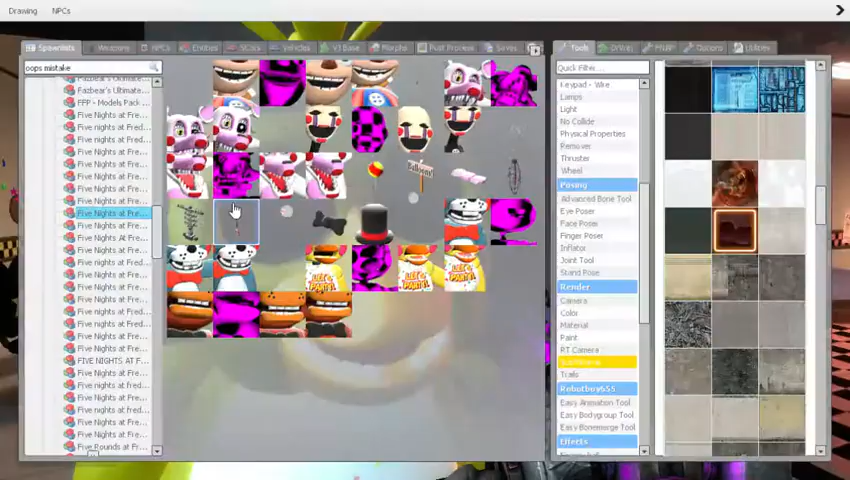 Drawing NPCs
Spawnlists Weapons NPCs Entities Vehicles V3 Base Morphs Post Process Saves
Tools Options Utilities
oops mistake
Quick Filter...
Fazbear's Ultimate...
Fazbear's Ultimate...
FFP - Models Pack ...
Five Nights at Fre...
Five Nights at Fre...
Five nights at Fred...
Five Nights at Fre...
Five Nights at Fre...
Five Nights at Fre...
Five Nights at Fre...
Five Nights at Fre...
Five Nights at Fre...
Five Nights at Fre...
Five Nights At Fre...
Five Nights at Fre...
Five nights at Fred...
Five Nights at Fre...
Five Nights at Fre...
Five Nights at Fre...
Five nights at Fred...
Five Nights at Fre...
Five Nights at Fre...
FIVE NIGHTS AT F...
Five Nights at Fre...
Five nights at fred...
Five Nights at Fre...
Five nights at fred...
Five Nights at Fre...
Five Nights at Fre...
Five Rounds at Fr...
Balloons!
LET'S PARTY!
keypad - Wire
Lamps
Light
No Collide
Physical Properties
Remover
Thruster
Wheel
Posing
Advanced Bone Tool
Eye Poser
Face Poser
Finger Poser
Inflator
Joint Tool
Stand Pose
Render
Camera
Color
Material
Paint
RT Camera
Trails
Robotboy655
Easy Animation Tool
Easy Bodygroup Tool
Easy Bonemerge Tool
Effects